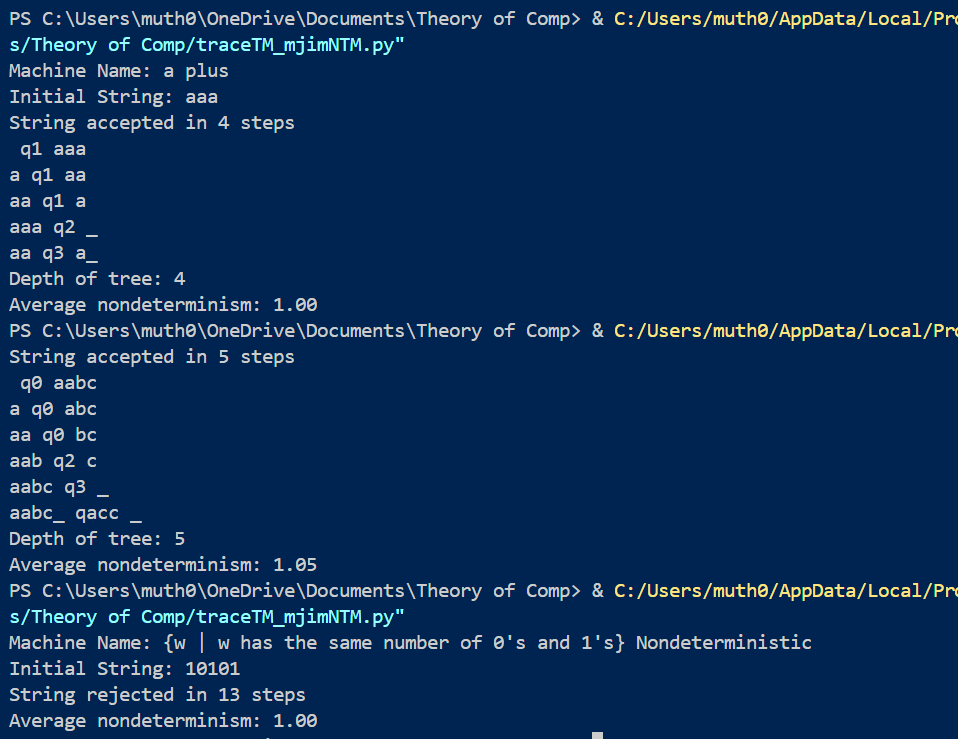 PS C:\Users\muth0\OneDrive\Documents\Theory of Comp> & C:/Users/muth0/AppData/Local/Pro
s/Theory of Comp/traceTM_mjimNTM.py"
Machine Name: a plus
Initial String: aaa
String accepted in 4 steps
 q1 aaa
a q1 aa
aa q1 a
aaa q2 _
aa q3 a_
Depth of tree: 4
Average nondeterminism: 1.00
PS C:\Users\muth0\OneDrive\Documents\Theory of Comp> & C:/Users/muth0/AppData/Local/Pro
String accepted in 5 steps
 q0 aabc
a q0 abc
aa q0 bc
aab q2 c
aabc q3 _
aabc_ qacc _
Depth of tree: 5
Average nondeterminism: 1.05
PS C:\Users\muth0\OneDrive\Documents\Theory of Comp> & C:/Users/muth0/AppData/Local/Pro
s/Theory of Comp/traceTM_mjimNTM.py"
Machine Name: {w | w has the same number of 0's and 1's} Nondeterministic
Initial String: 10101
String rejected in 13 steps
Average nondeterminism: 1.00